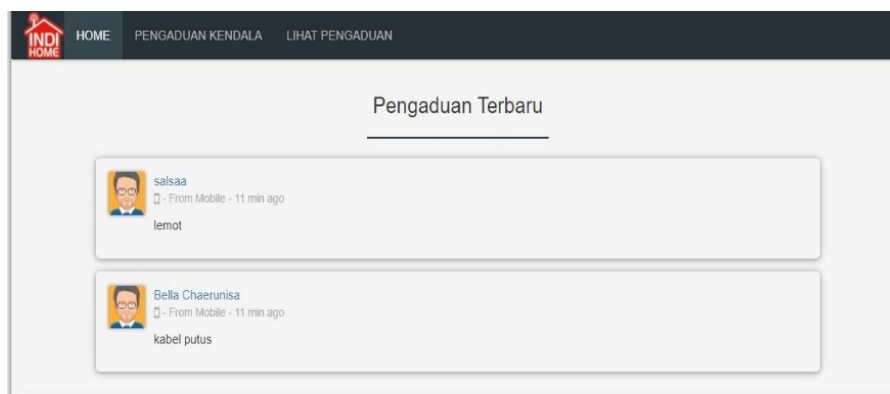 INDI
HOME
HOME PENGADUAN KENDALA LIHAT PENGADUAN
Pengaduan Terbaru
salsaa
- From Mobile - 11 min ago
lemot
Bella Chaerunisa
- From Mobile - 11 min ago
kabel putus